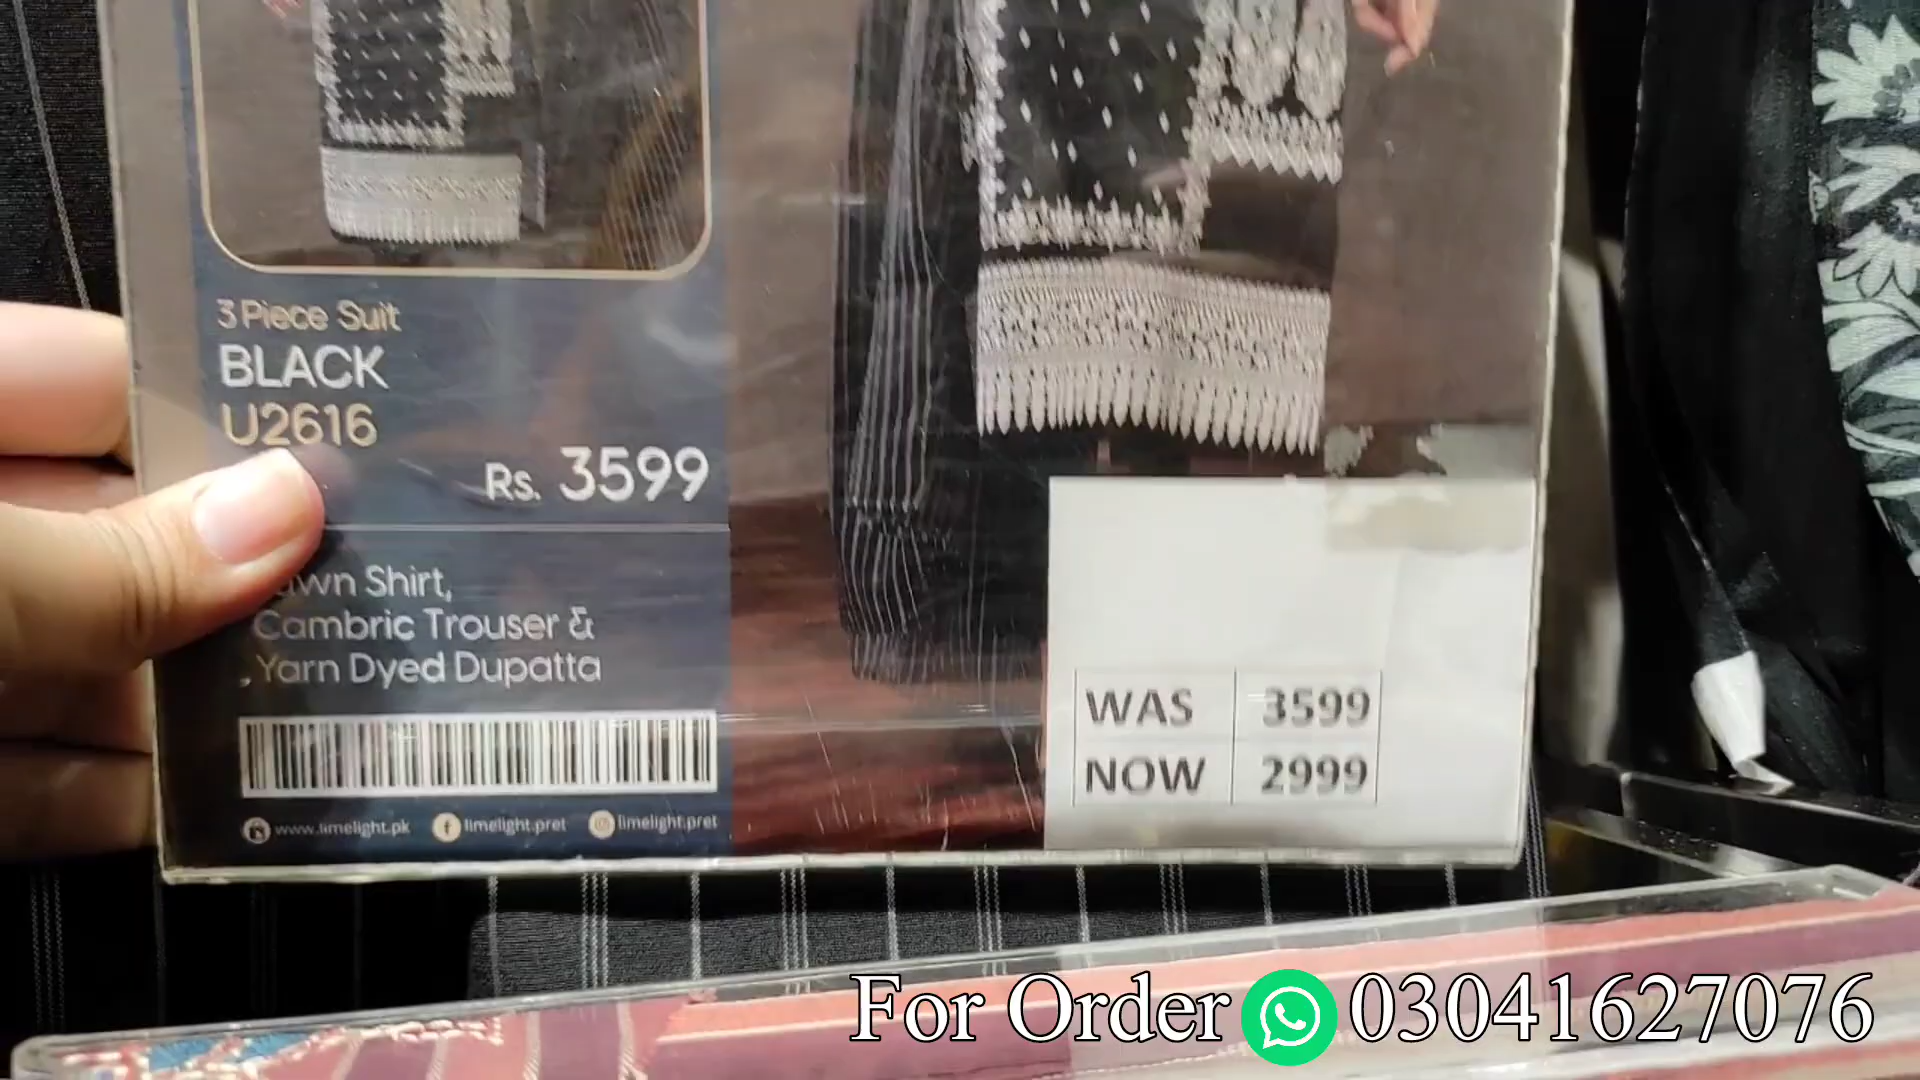 3 Piece Suit
BLACK
U2616
Rs. 3599
Shirt,
Cambric Trouser &
Yarn Dyed Dupatta
www.limelight.pk limelight.pret limelight.pret
WAS 3599
NOW 2999
For Order 03041627076